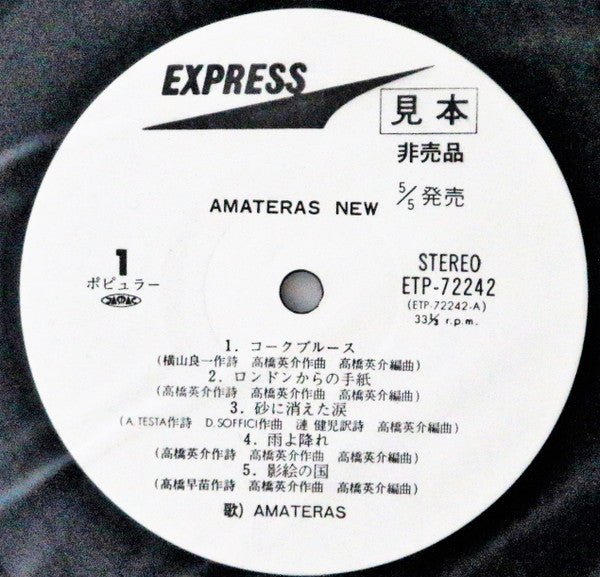 EXPRESS
見本
非売品
5/5 発売
AMATERAS NEW
1
ポピュラー
STEREO
ETP-72242
(ETP-72242-A)
33⅓ r.p.m.
1. コークブルース
(横山良一作詩 高橋英介作曲 高橋英介編曲)
2. ロンドンからの手紙
(高橋英介作詩 高橋英介作曲 高橋英介編曲)
3. 砂に消えた涙
(A.TESTA作詩 D.SOFFICI作曲 漣 健児訳詩 高橋英介編曲)
4. 雨よ降れ
(高橋英介作詩 高橋英介作曲 高橋英介編曲)
5. 影絵の国
(高橋早苗作詩 高橋英介作曲 高橋英介編曲)
歌) AMATERAS